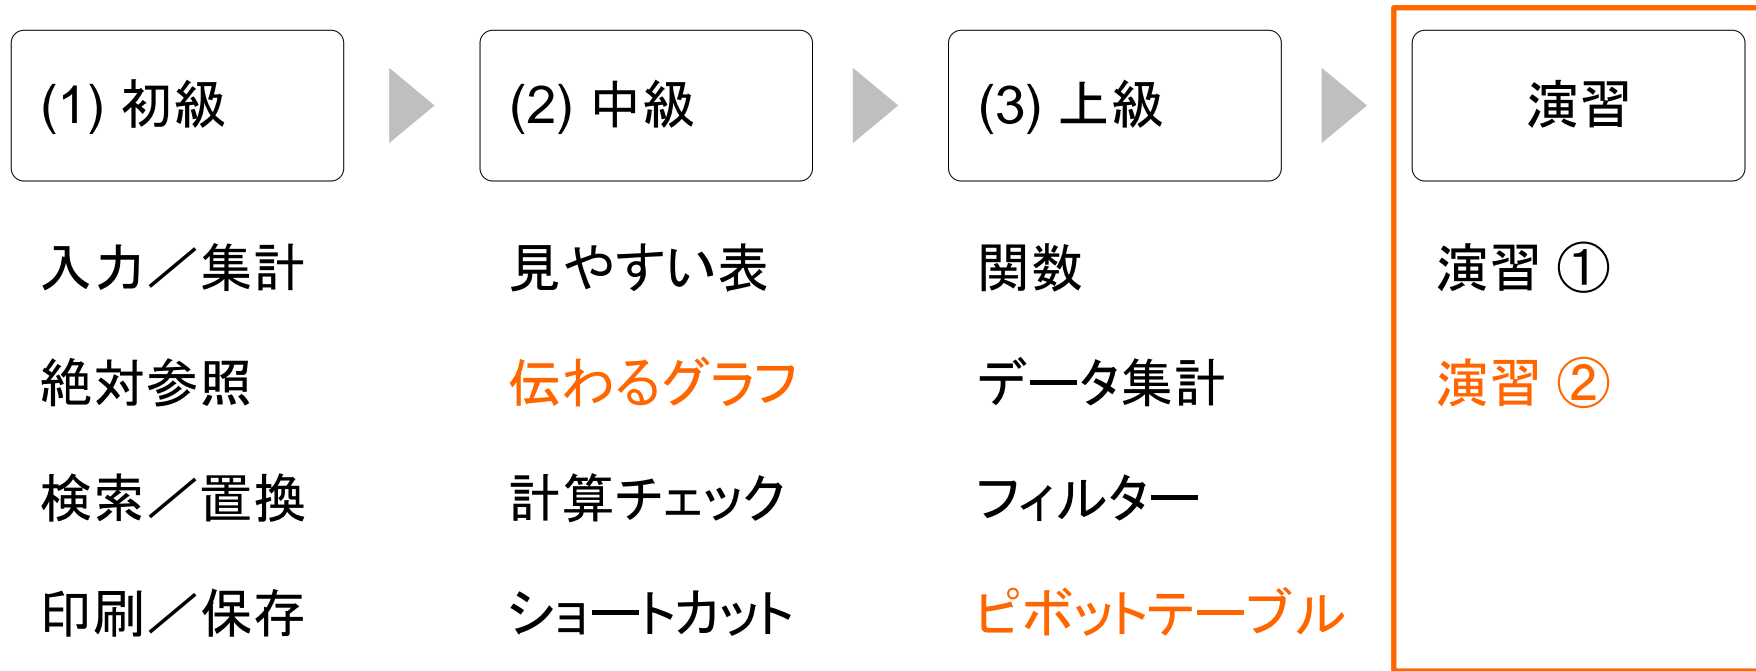 (1) 初級
(2) 中級
(3) 上級
演習
入力／集計
見やすい表
関数
演習 ①
絶対参照
伝わるグラフ
データ集計
演習 ②
検索／置換
計算チェック
フィルター
印刷／保存
ショートカット
ピボットテーブル